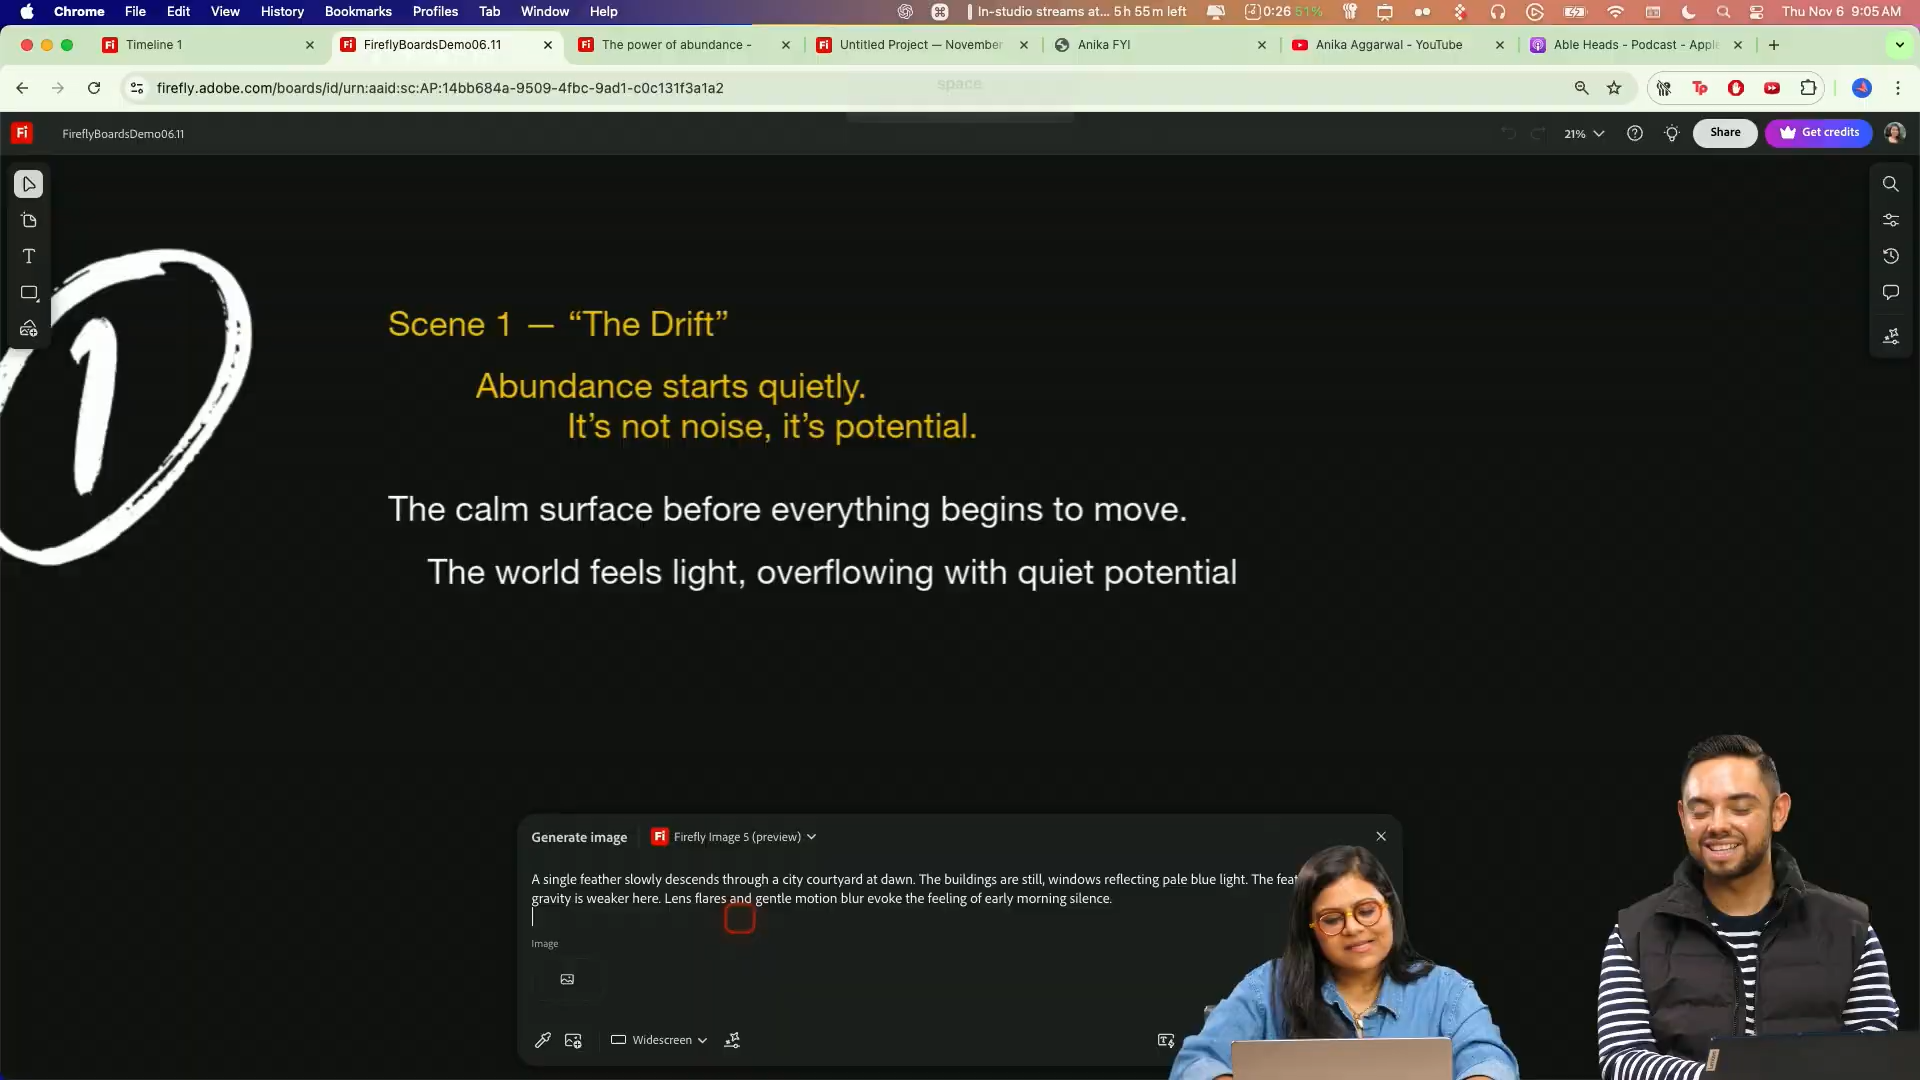 Chrome File Edit View History Bookmarks Profiles Tab Window Help In-studio streams at... 5 h 55 m left 0:26 51% Thu Nov 6 9:05 AM
Timeline 1 FireflyBoardsDemo06.11 The power of abundance - Untitled Project — November Anika FYI Anika Aggarwal - YouTube Able Heads - Podcast - Apple
firefly.adobe.com/boards/id/urn:aaid:sc:AP:14bb684a-9509-4fbc-9ad1-c0c131f3a1a2
space
Tp
Fi FireflyBoardsDemo06.11 21% Share Get credits
1
Scene 1 — “The Drift”
Abundance starts quietly.
It’s not noise, it’s potential.
The calm surface before everything begins to move.
The world feels light, overflowing with quiet potential
Generate image Fi Firefly Image 5 (preview)
A single feather slowly descends through a city courtyard at dawn. The buildings are still, windows reflecting pale blue light. The
gravity is weaker here. Lens flares and gentle motion blur evoke the feeling of early morning silence.
Image
Widescreen